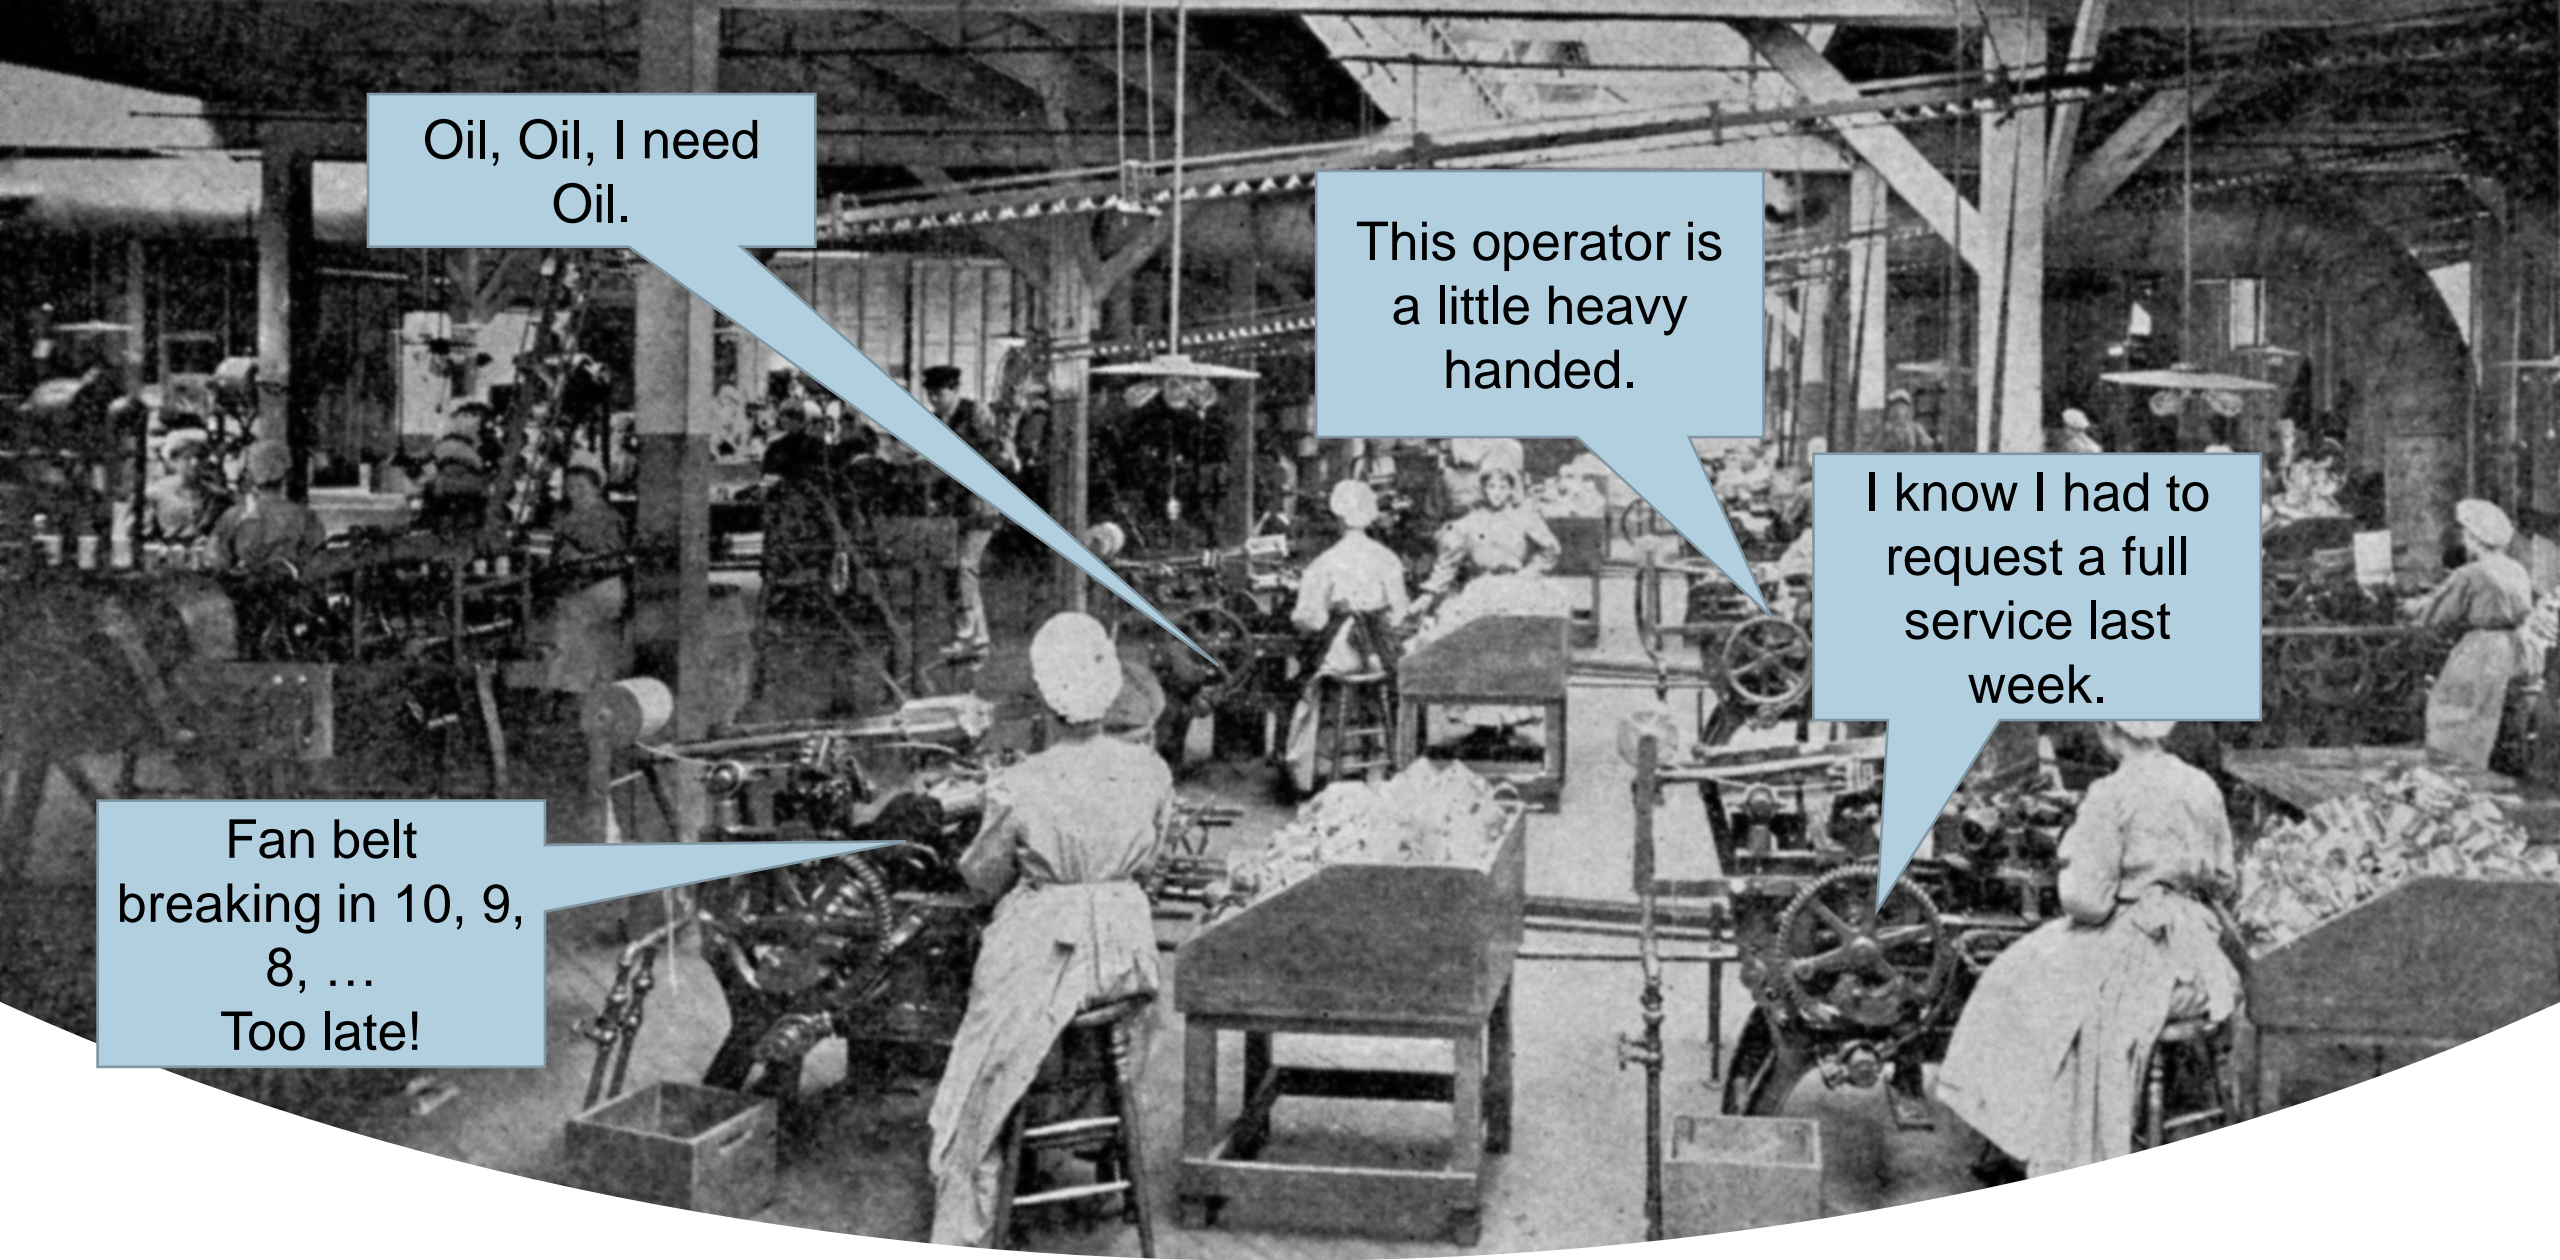 Oil, Oil, I need
Oil.
This operator is
a little heavy
handed.
I know I had to
request a full
service last
week.
Fan belt
breaking in 10, 9,
8, …
Too late!